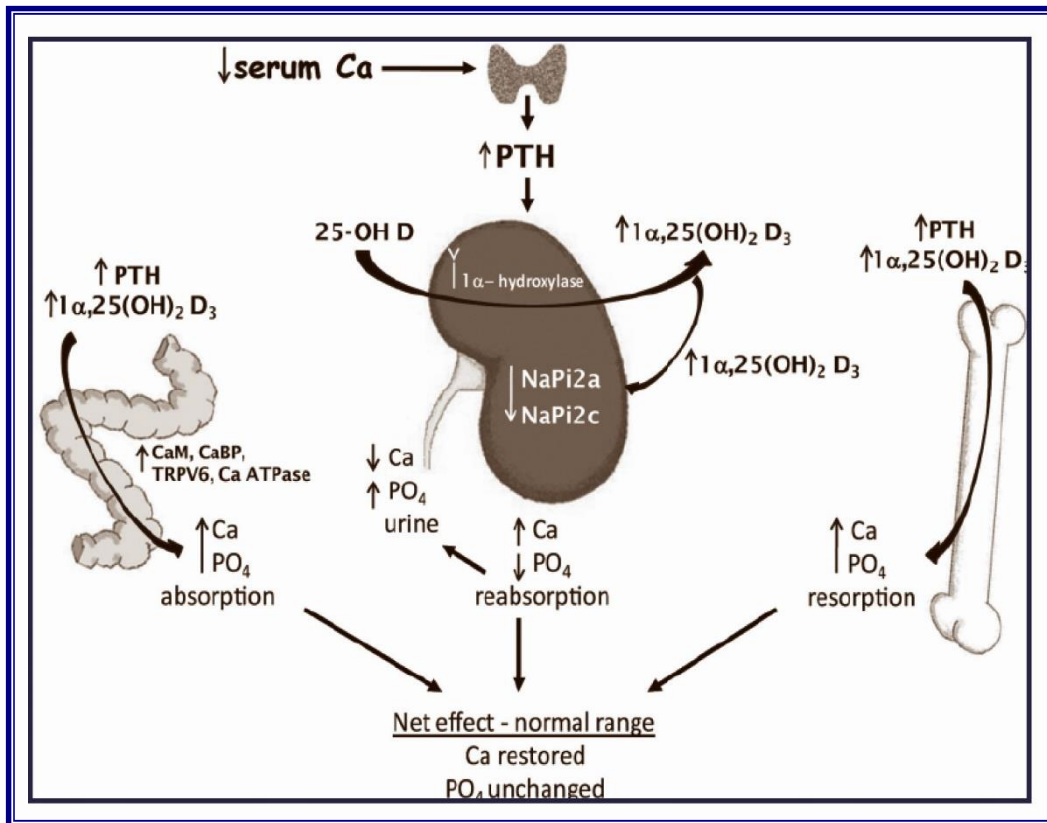 ↓serum Ca
↑PTH
25-OH D
↑1α,25(OH)₂ D₃
1α- hydroxylase
↑1α,25(OH)₂ D₃
↓ NaPi2a
NaPi2c
↑ PTH
↑1α,25(OH)₂ D₃
↑ CaM, CaBP,
TRPV6, Ca ATPase
↑ Ca
PO₄
absorption
↓ Ca
↑ PO₄
urine
↑ Ca
↓ PO₄
reabsorption
↑PTH
↑1α,25(OH)₂ D₃
↑ Ca
PO₄
resorption
Net effect - normal range
Ca restored
PO₄ unchanged